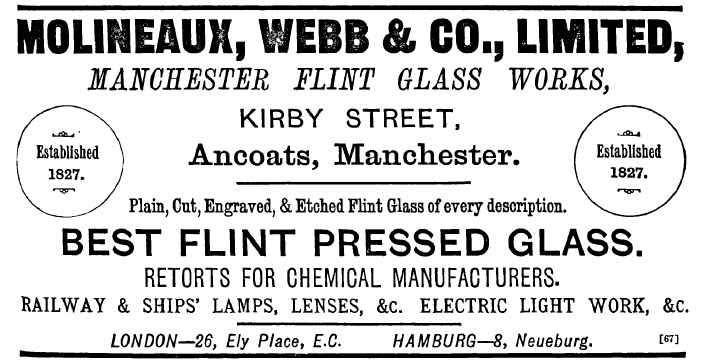 MOLINEAUX, WEBB & CO., LIMITED,
MANCHESTER FLINT GLASS WORKS,
KIRBY STREET,
Ancoats, Manchester.
Established
1827.
Established
1827.
Plain, Cut, Engraved, & Etched Flint Glass of every description.
BEST FLINT PRESSED GLASS.
RETORTS FOR CHEMICAL MANUFACTURERS.
RAILWAY & SHIPS' LAMPS, LENSES, &C. ELECTRIC LIGHT WORK, &C.
LONDON—26, Ely Place, E.C. HAMBURG—8, Neueburg. [67]